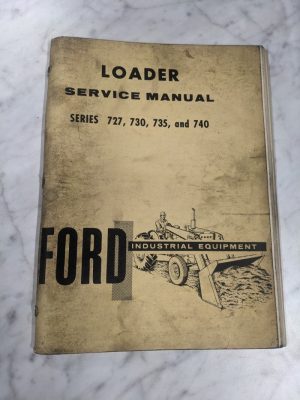 LOADER
SERVICE MANUAL
SERIES 727, 730, 735, and 740
FORD
INDUSTRIAL EQUIPMENT